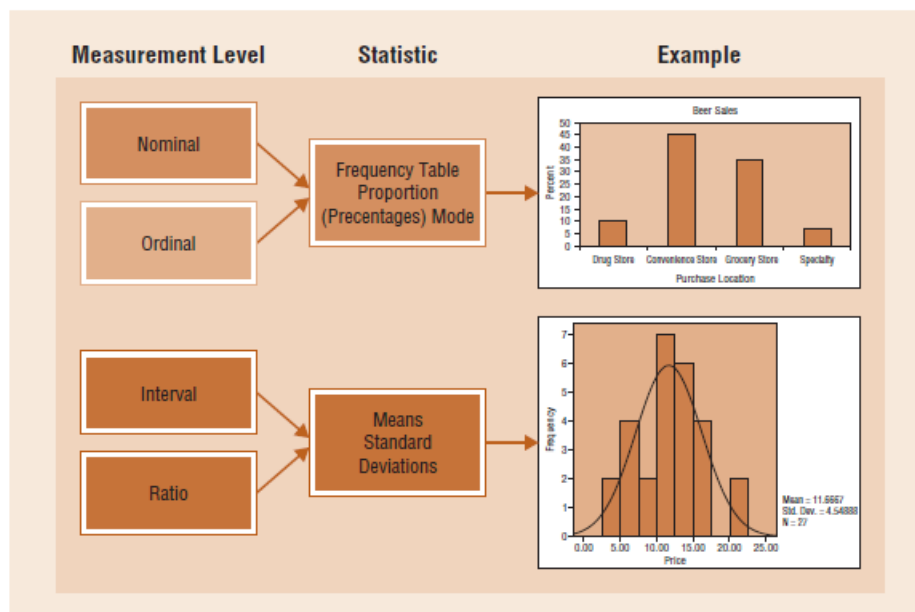 Measurement Level Statistic Example
Nominal
Ordinal
Frequency Table
Proportion
(Precentages) Mode
Beer Sales
Percent
50
45
40
35
30
25
20
15
10
5
0
Drug Store Convenience Store Grocery Store Specialty
Purchase Location
Interval
Ratio
Means
Standard
Deviations
Frequency
7
6
5
4
3
2
1
0
0.00 5.00 10.00 15.00 20.00 25.00
Price
Mean = 11.6667
Std. Dev. = 4.54888
N = 27